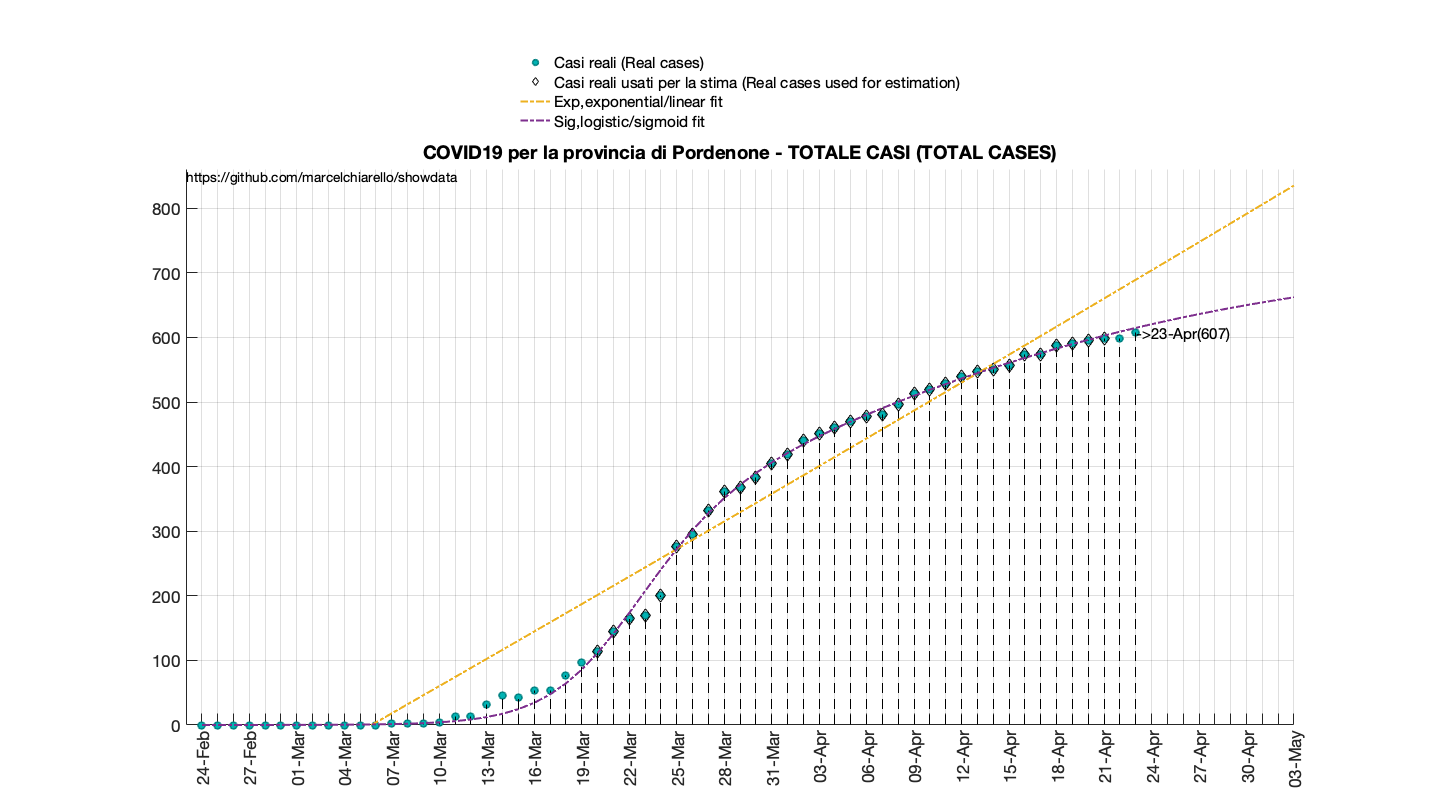 Casi reali (Real cases)
Casi reali usati per la stima (Real cases used for estimation)
Exp,exponential/linear fit
Sig,logistic/sigmoid fit
COVID19 per la provincia di Pordenone - TOTALE CASI (TOTAL CASES)
https://github.com/marcelchiarello/showdata
800
700
600
500
400
300
200
100
0
->23-Apr(607)
24-Feb
27-Feb
01-Mar
04-Mar
07-Mar
10-Mar
13-Mar
16-Mar
19-Mar
22-Mar
25-Mar
28-Mar
31-Mar
03-Apr
06-Apr
09-Apr
12-Apr
15-Apr
18-Apr
21-Apr
24-Apr
27-Apr
30-Apr
03-May